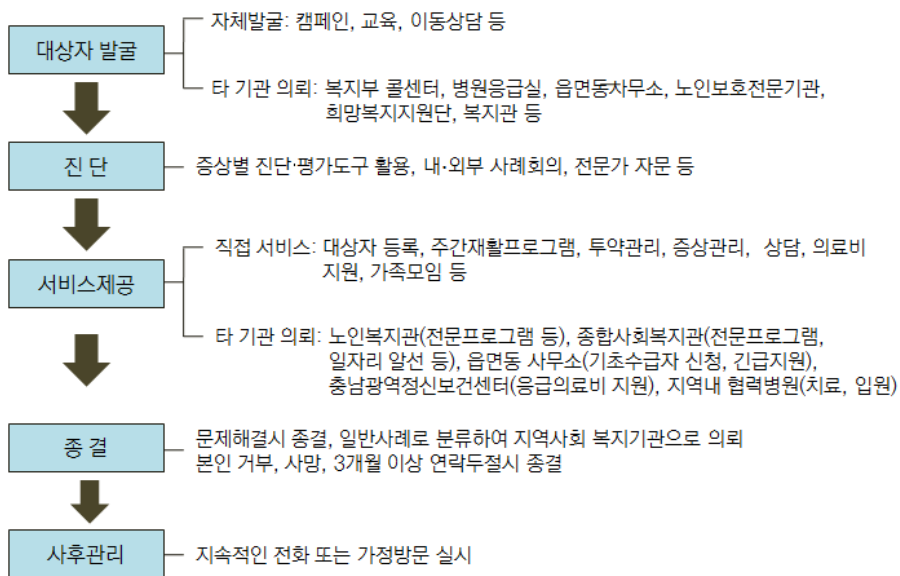 대상자 발굴
자체발굴: 캠페인, 교육, 이동상담 등
타 기관 의뢰: 복지부 콜센터, 병원응급실, 읍면동차무소, 노인보호전문기관,
희망복지지원단, 복지관 등
진 단
증상별 진단·평가도구 활용, 내·외부 사례회의, 전문가 자문 등
서비스제공
직접 서비스: 대상자 등록, 주간재활프로그램, 투약관리, 증상관리, 상담, 의료비
지원, 가족모임 등
타 기관 의뢰: 노인복지관(전문프로그램 등), 종합사회복지관(전문프로그램,
일자리 알선 등), 읍면동 사무소(기초수급자 신청, 긴급지원),
충남광역정신보건센터(응급의료비 지원), 지역내 협력병원(치료, 입원)
종 결
문제해결시 종결, 일반사례로 분류하여 지역사회 복지기관으로 의뢰
본인 거부, 사망, 3개월 이상 연락두절시 종결
사후관리
지속적인 전화 또는 가정방문 실시